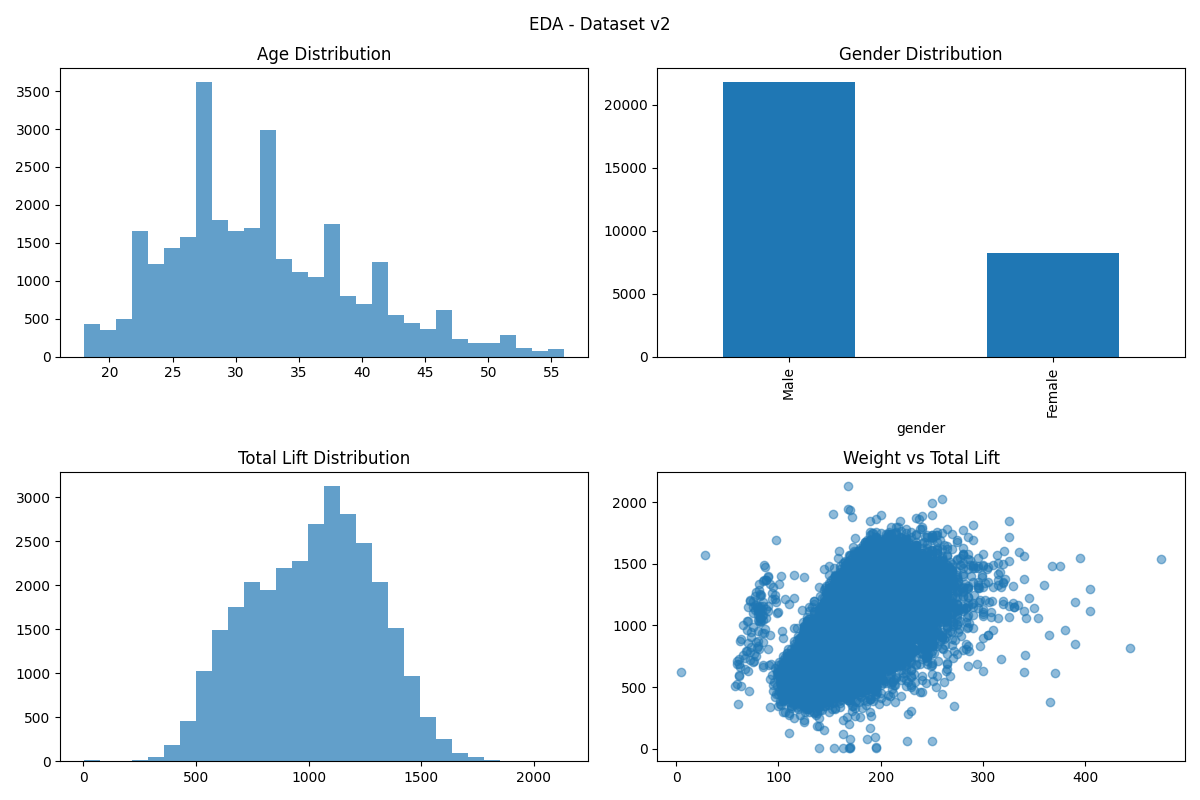 EDA - Dataset v2
Age Distribution
3500
3000
2500
2000
1500
1000
500
0
20 25 30 35 40 45 50 55
Gender Distribution
20000
15000
10000
5000
0
Male Female
gender
Total Lift Distribution
3000
2500
2000
1500
1000
500
0
0 500 1000 1500 2000
Weight vs Total Lift
2000
1500
1000
500
0
0 100 200 300 400